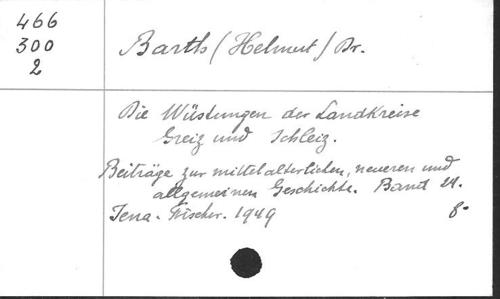 466
300
2
Barth (Helmut) Dr.
Die Wüstungen der Landkreise
Greiz und Schleiz.
Beiträge zur mittelalterlichen, neueren und
allgemeinen Geschichte. Band
Jena. Fischer. 1949
8°